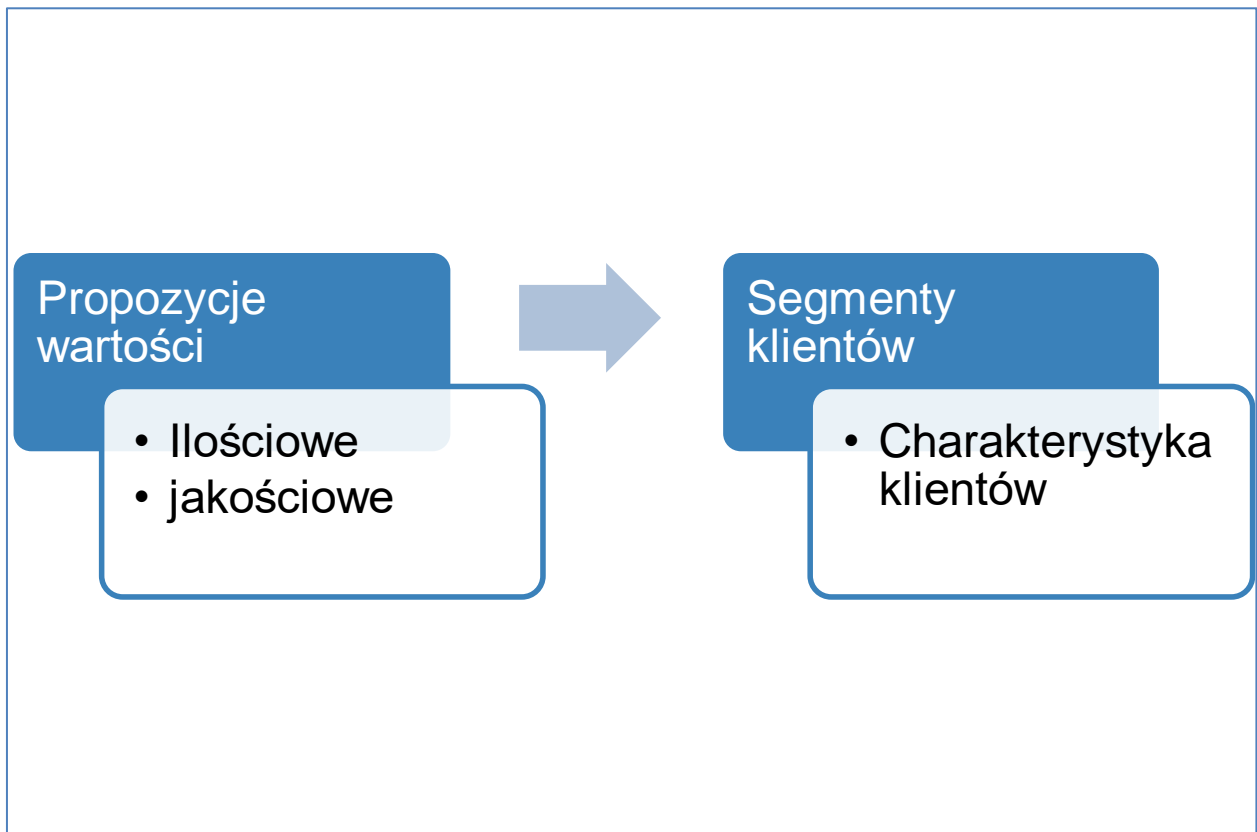 Propozycje
wartości
• Ilościowe
• jakościowe
Segmenty
klientów
• Charakterystyka
klientów